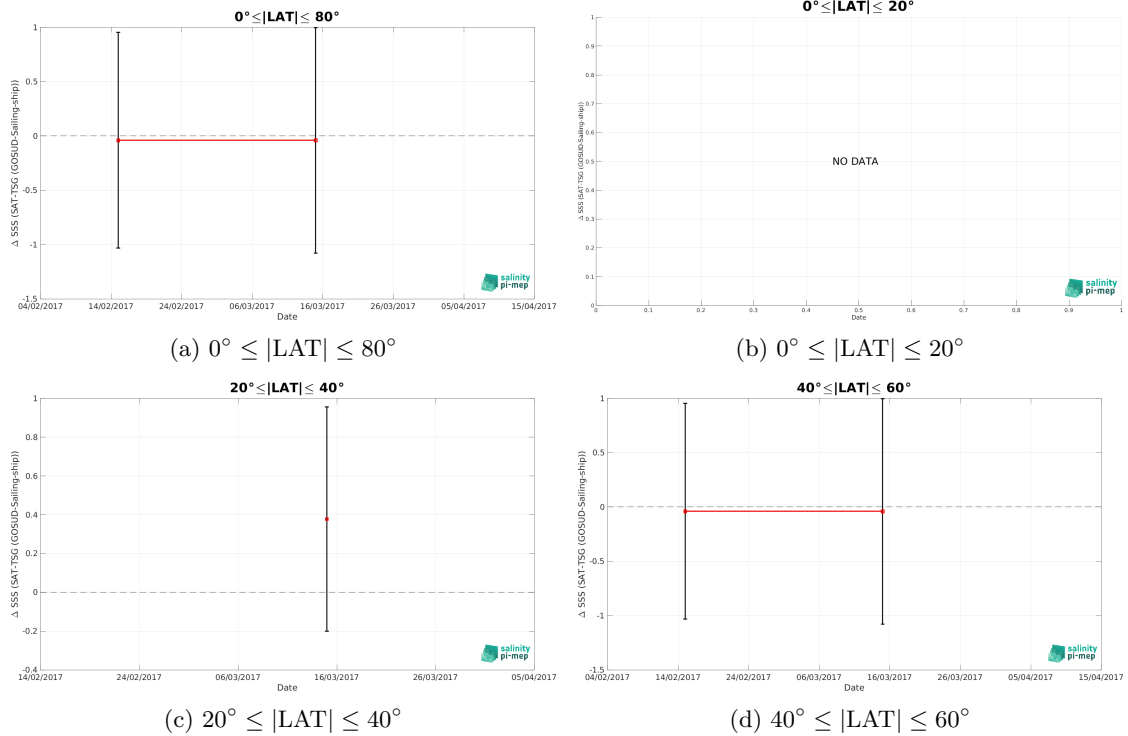 0°≤|LAT|≤ 80°
Δ SSS (SAT-TSG (GOSUD-Sailing-ship))
1
0.5
0
-0.5
-1
-1.5
04/02/2017 14/02/2017 24/02/2017 06/03/2017 16/03/2017 26/03/2017 05/04/2017 15/04/2017
Date
salinity
pi-mep
(a) 0° ≤ |LAT| ≤ 80°
0°≤|LAT|≤ 20°
Δ SSS (SAT-TSG (GOSUD-Sailing-ship))
1
0.9
0.8
0.7
0.6
0.5
0.4
0.3
0.2
0.1
0
NO DATA
0 0.1 0.2 0.3 0.4 0.5 0.6 0.7 0.8 0.9 1
Date
salinity
pi-mep
(b) 0° ≤ |LAT| ≤ 20°
20°≤|LAT|≤ 40°
Δ SSS (SAT-TSG (GOSUD-Sailing-ship))
1
0.8
0.6
0.4
0.2
0
-0.2
-0.4
14/02/2017 24/02/2017 06/03/2017 16/03/2017 26/03/2017 05/04/2017
Date
salinity
pi-mep
(c) 20° ≤ |LAT| ≤ 40°
40°≤|LAT|≤ 60°
Δ SSS (SAT-TSG (GOSUD-Sailing-ship))
1
0.5
0
-0.5
-1
-1.5
04/02/2017 14/02/2017 24/02/2017 06/03/2017 16/03/2017 26/03/2017 05/04/2017 15/04/2017
Date
salinity
pi-mep
(d) 40° ≤ |LAT| ≤ 60°